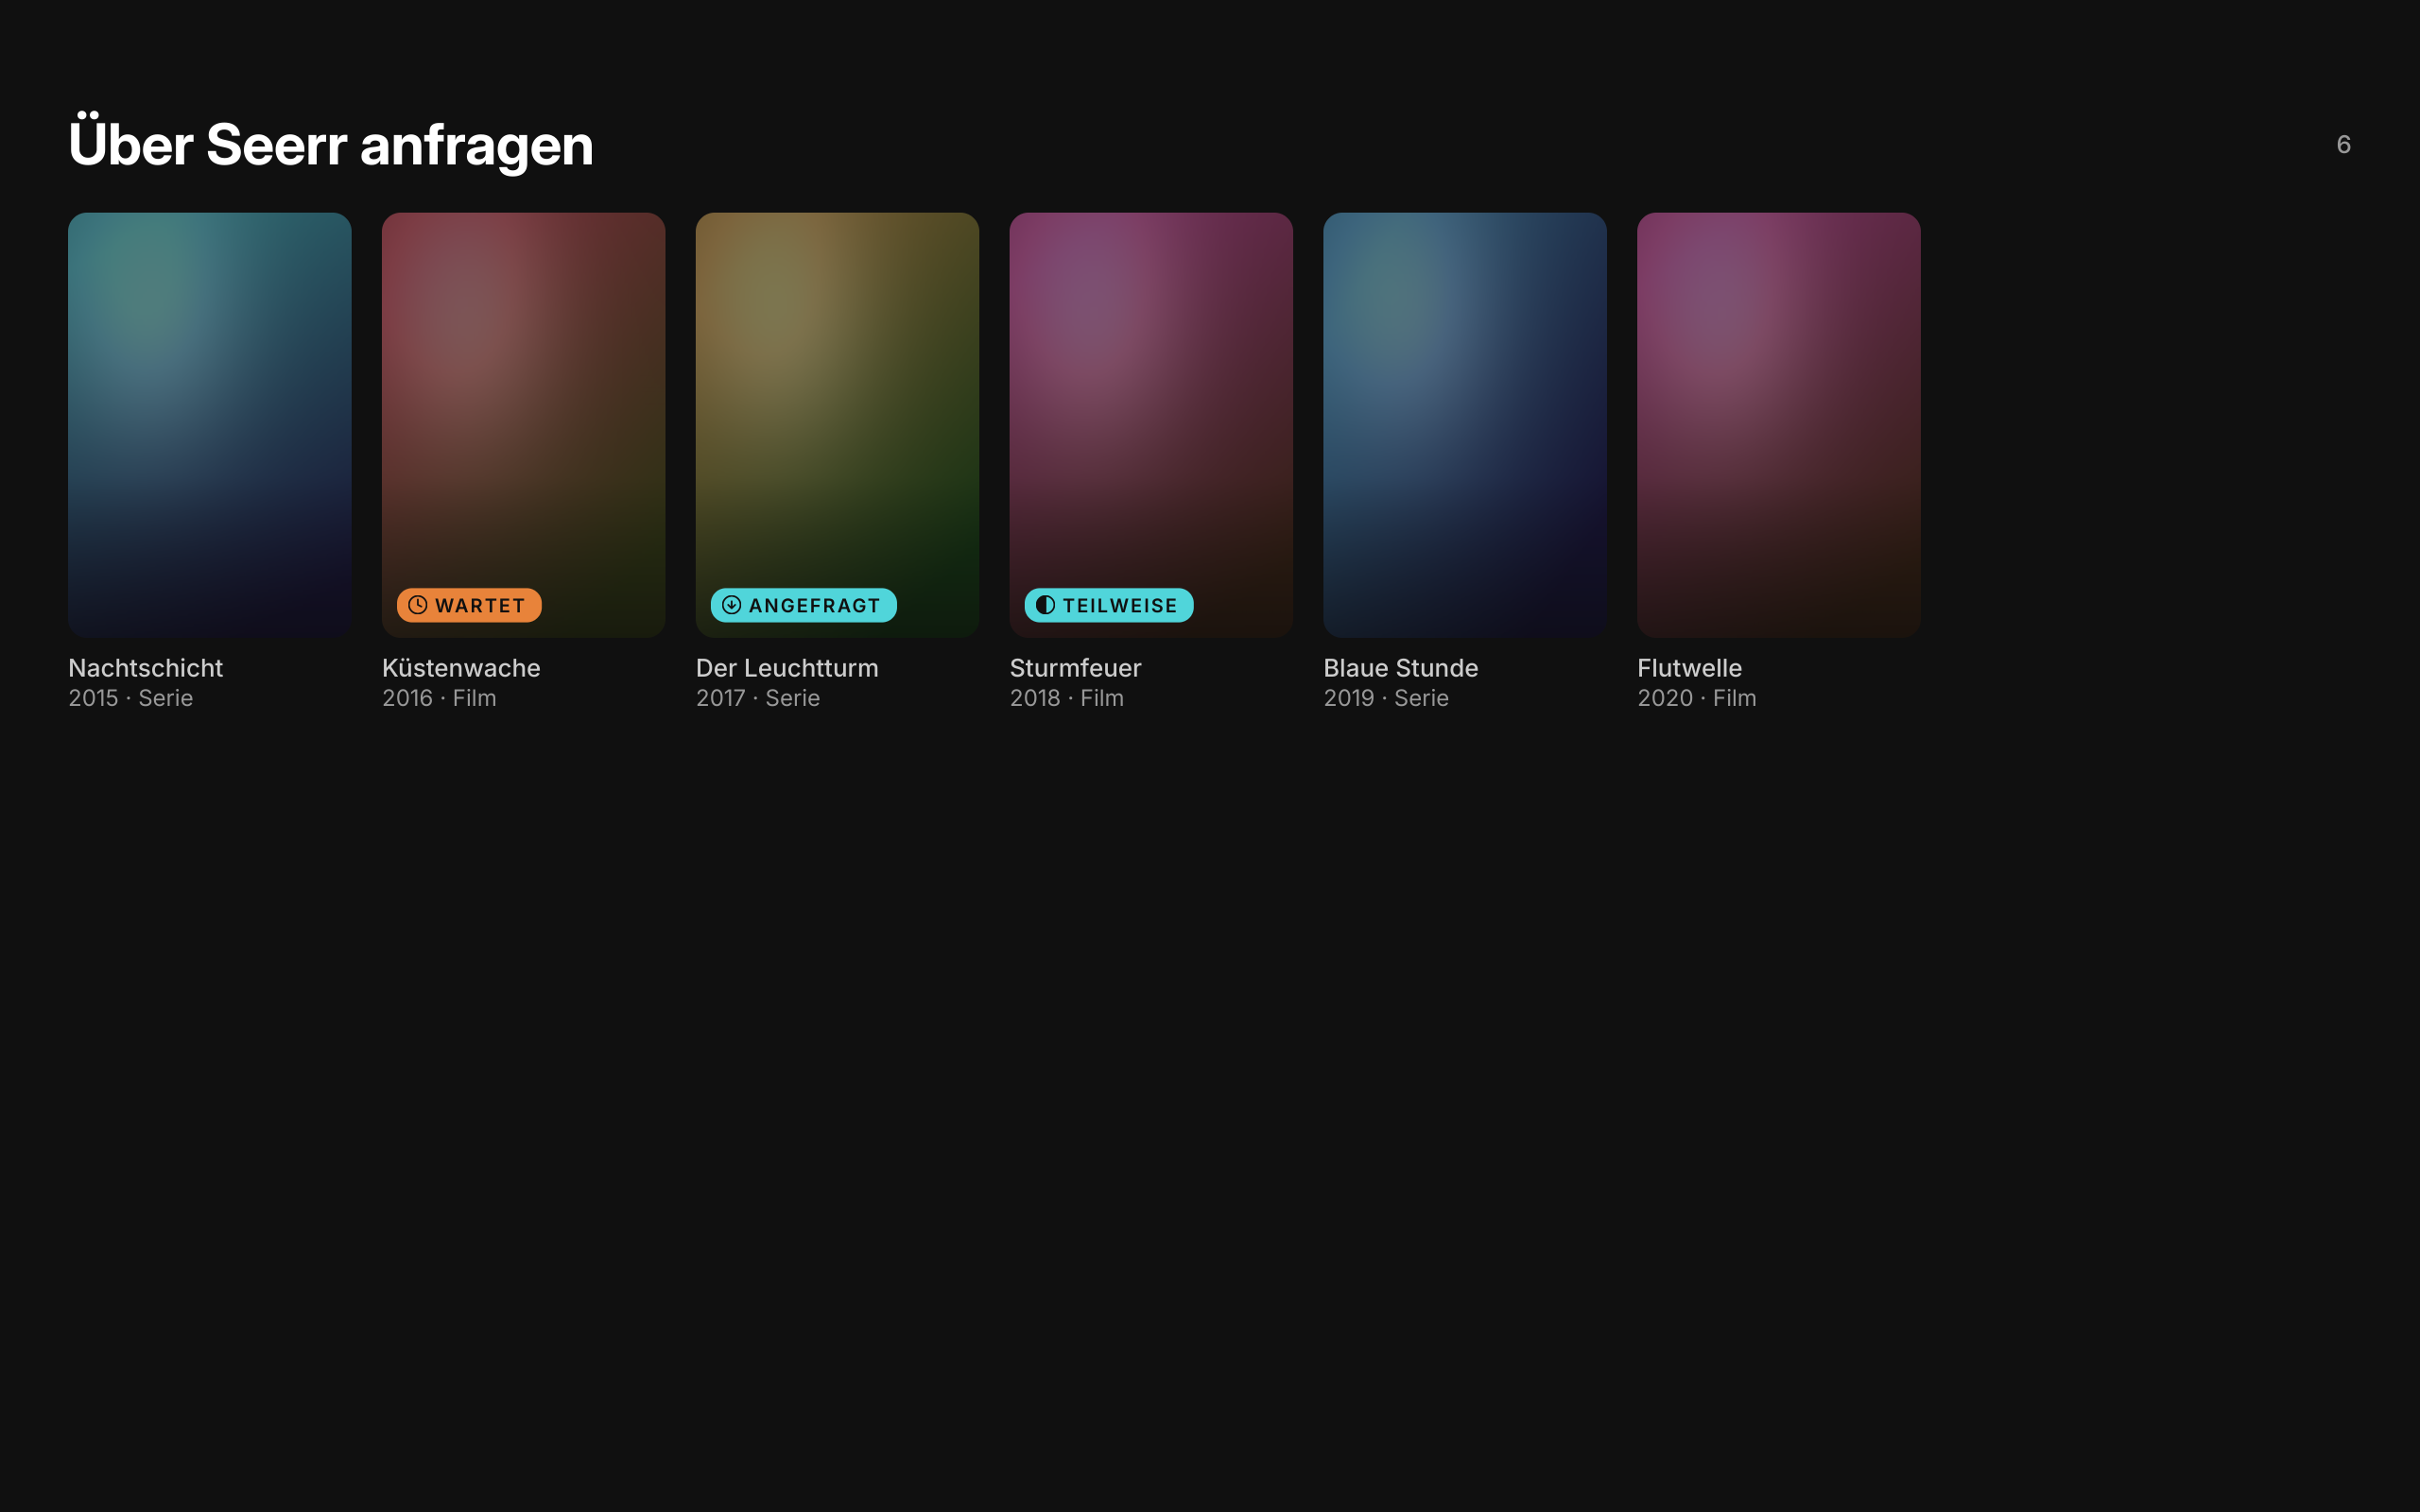 Über Seerr anfragen
6
WARTET
ANGEFRAGT
TEILWEISE
Nachtschicht
2015 · Serie
Küstenwache
2016 · Film
Der Leuchtturm
2017 · Serie
Sturmfeuer
2018 · Film
Blaue Stunde
2019 · Serie
Flutwelle
2020 · Film